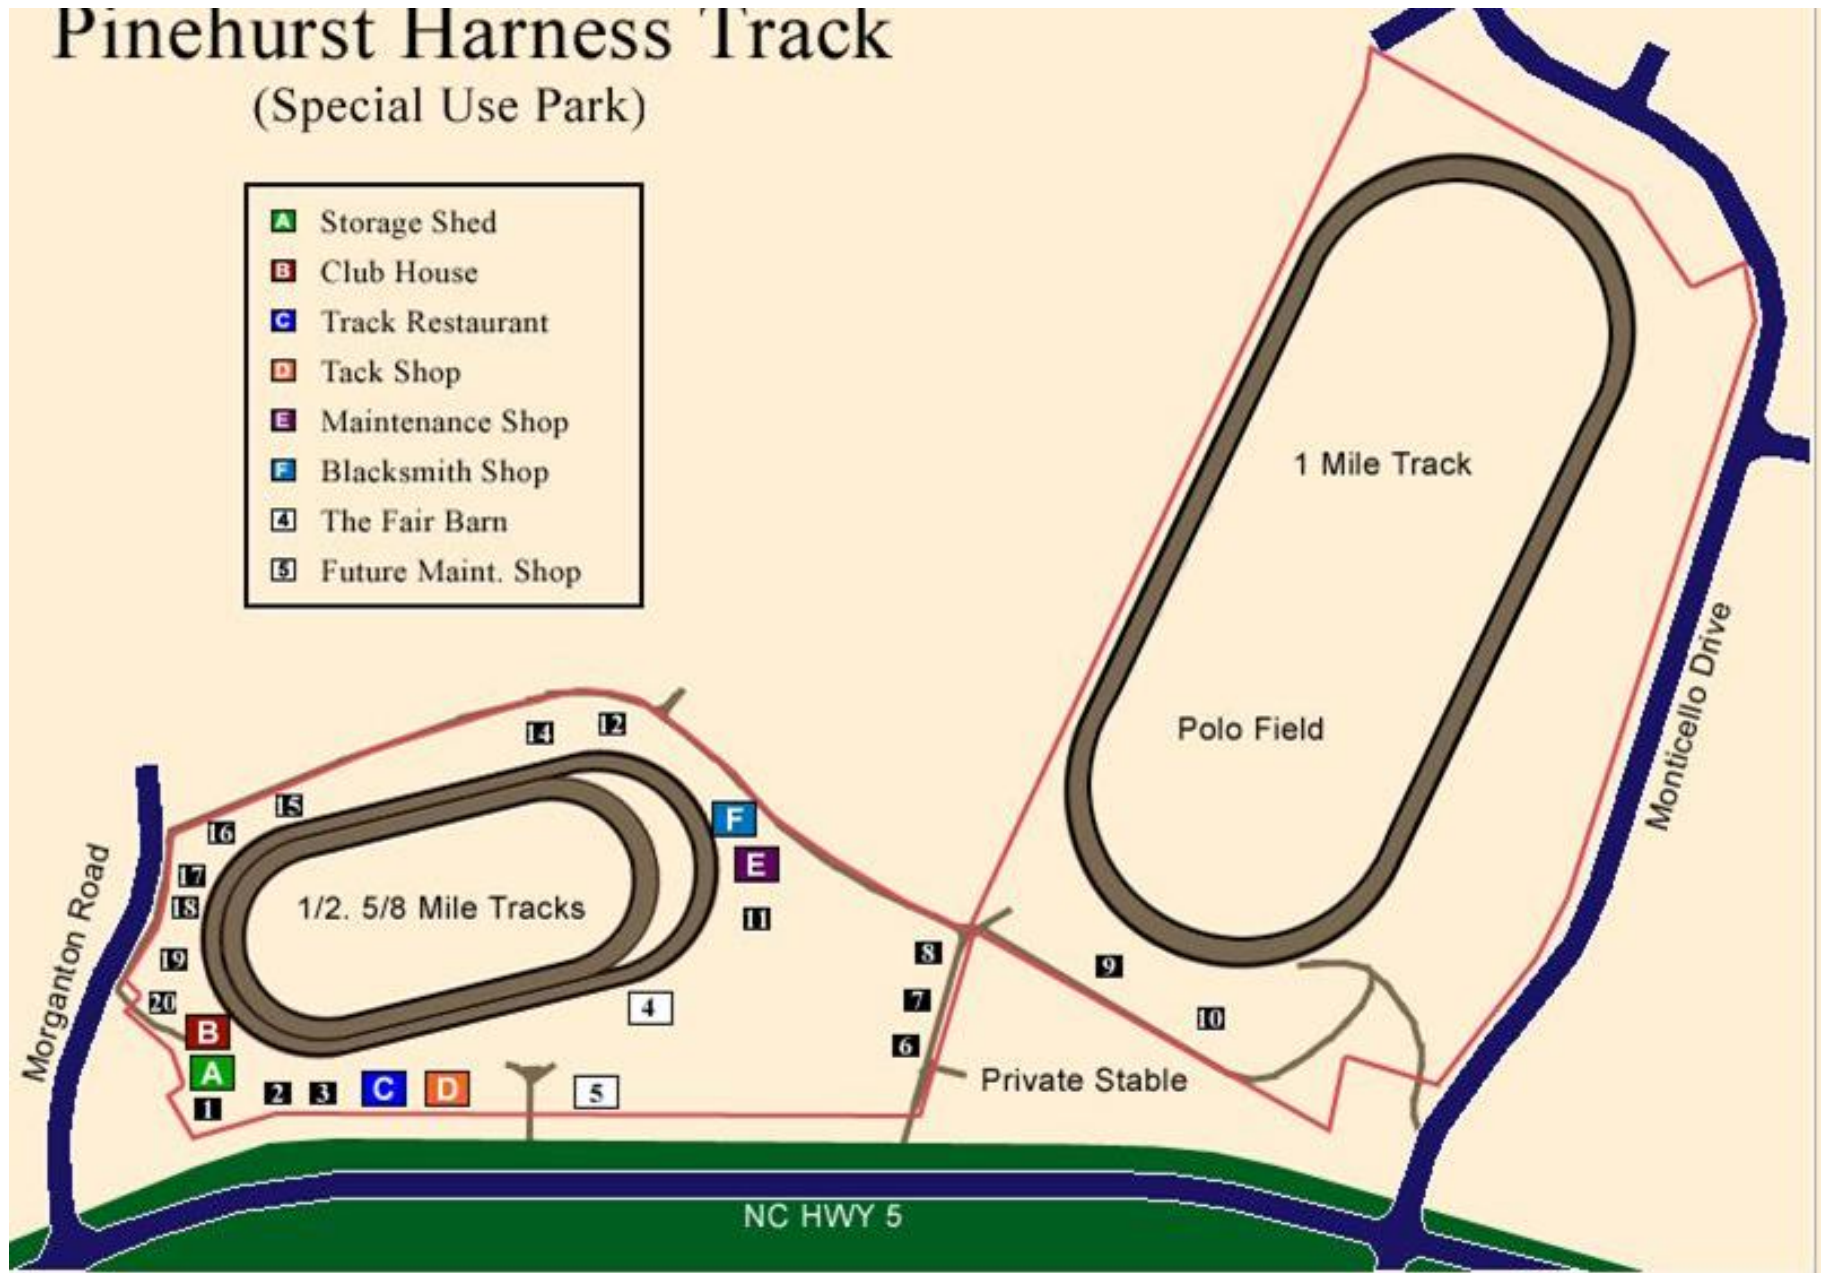 Pinehurst Harness Track
(Special Use Park)
A Storage Shed
B Club House
C Track Restaurant
D Tack Shop
E Maintenance Shop
F Blacksmith Shop
4 The Fair Barn
5 Future Maint. Shop
1 Mile Track
Polo Field
Monticello Drive
14
12
15
16
F
17
E
18
1/2. 5/8 Mile Tracks
11
Morganton Road
19
8
9
20
7
4
10
B
6
A
Private Stable
2
3
C
D
5
1
NC HWY 5